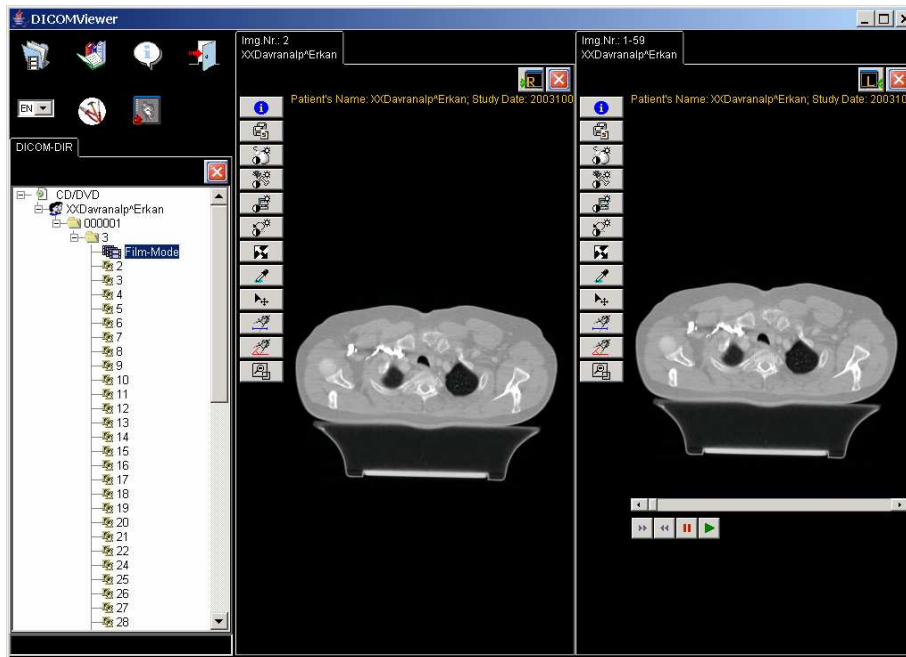 DICOMViewer
EN
DICOM-DIR
CD/DVD
XXDavranalp^Erkan
000001
3
Film-Mode
2
3
4
5
6
7
8
9
10
11
12
13
14
15
16
17
18
19
20
21
22
24
25
26
27
28
Img.Nr.: 2
XXDavranalp^Erkan
R
Patient's Name: XXDavranalp^Erkan; Study Date: 2003100
Img.Nr.: 1-59
XXDavranalp^Erkan
L
Patient's Name: XXDavranalp^Erkan; Study Date: 200310